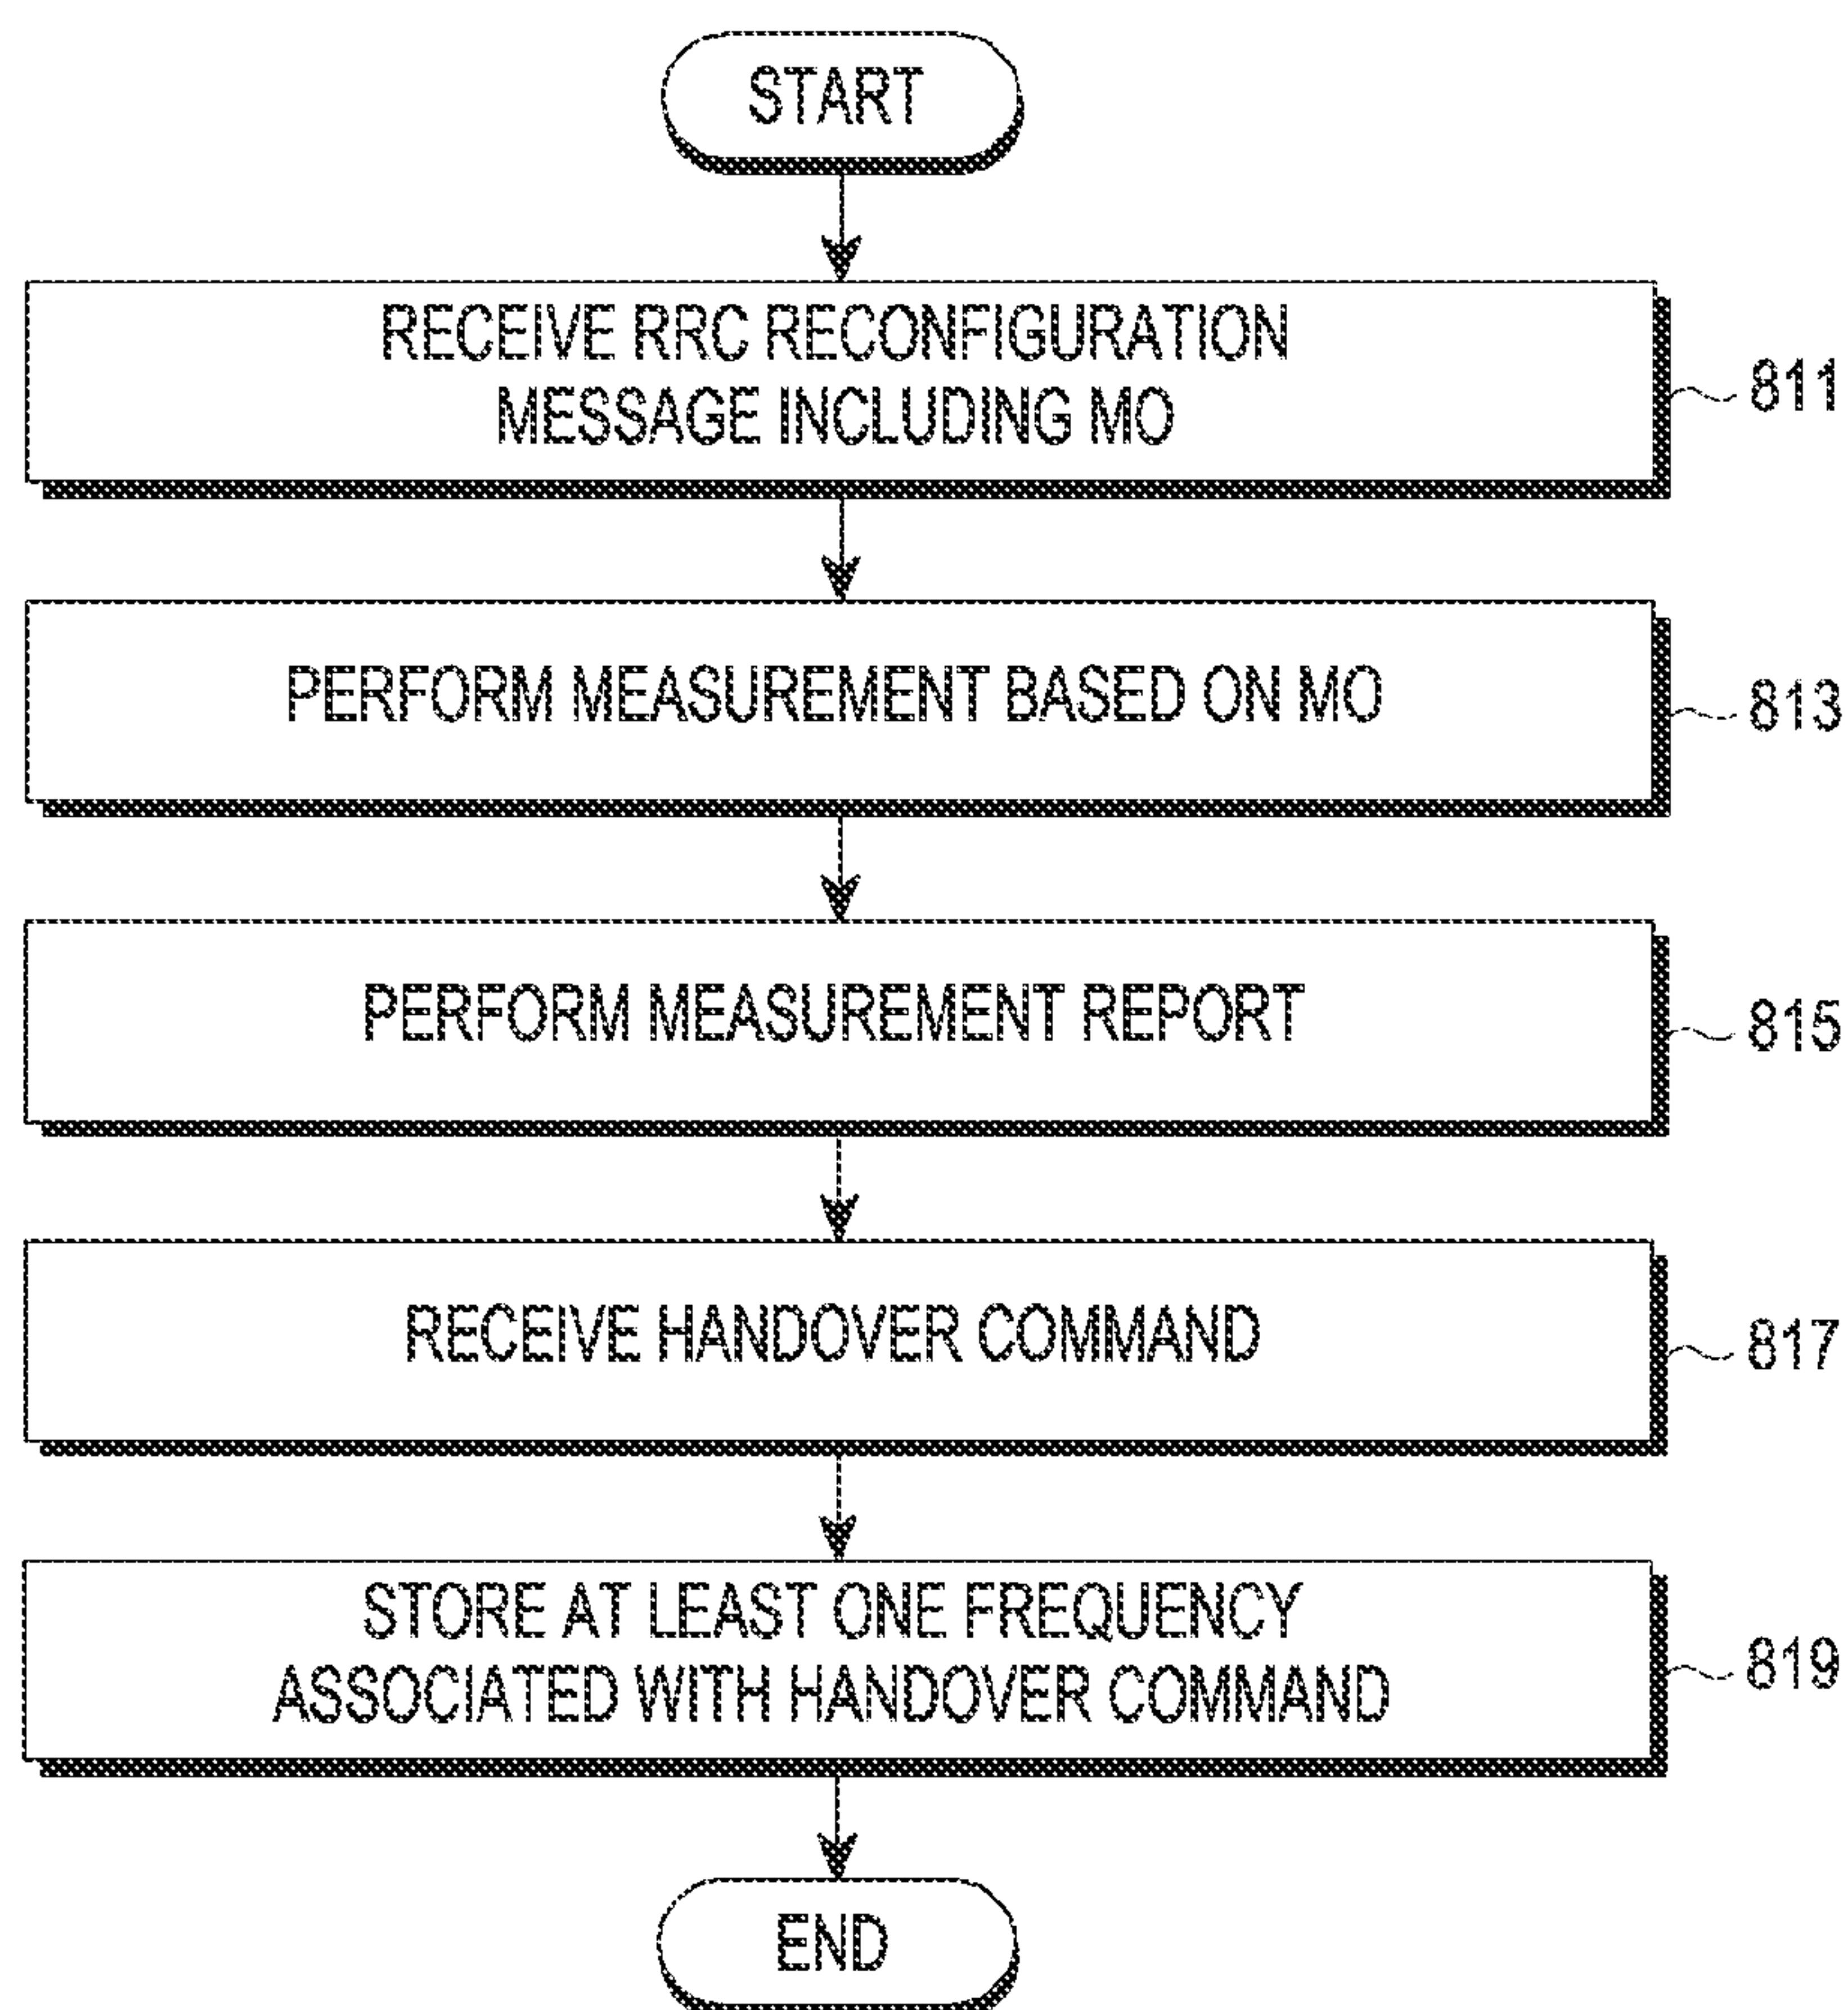 START
RECEIVE RRC RECONFIGURATION
MESSAGE INCLUDING MO
811
PERFORM MEASUREMENT BASED ON MO
813
PERFORM MEASUREMENT REPORT
815
RECEIVE HANDOVER COMMAND
817
STORE AT LEAST ONE FREQUENCY
ASSOCIATED WITH HANDOVER COMMAND
819
END